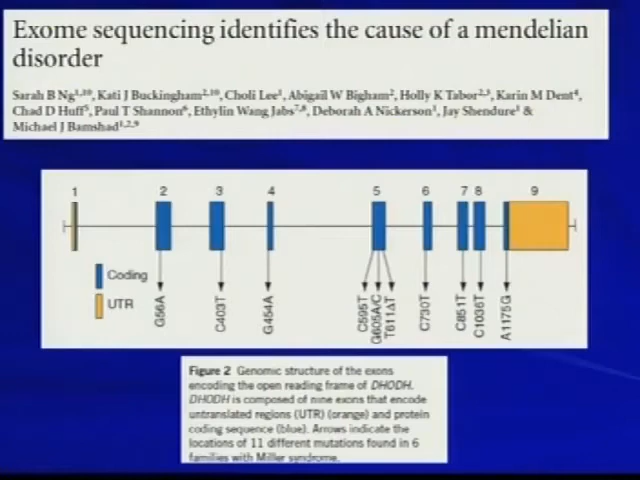 Exome sequencing identifies the cause of a mendelian
disorder
Sarah B Ng1,10, Kati J Buckingham2,10, Choli Lee1, Abigail W Bigham2, Holly K Tabor2,3, Karin M Dent4,
Chad D Huff5, Paul T Shannon6, Ethylin Wang Jabs7,8, Deborah A Nickerson1, Jay Shendure1 &
Michael J Bamshad1,2,9
1 2 3 4 5 6 7 8 9
Coding
UTR
G56A
C403T
G454A
C595T
G605A/C
T611ΔT
C730T
C851T
C1036T
A1175G
Figure 2 Genomic structure of the exons
encoding the open reading frame of DHODH.
DHODH is composed of nine exons that encode
untranslated regions (UTR) (orange) and protein
coding sequence (blue). Arrows indicate the
locations of 11 different mutations found in 6
families with Miller syndrome.